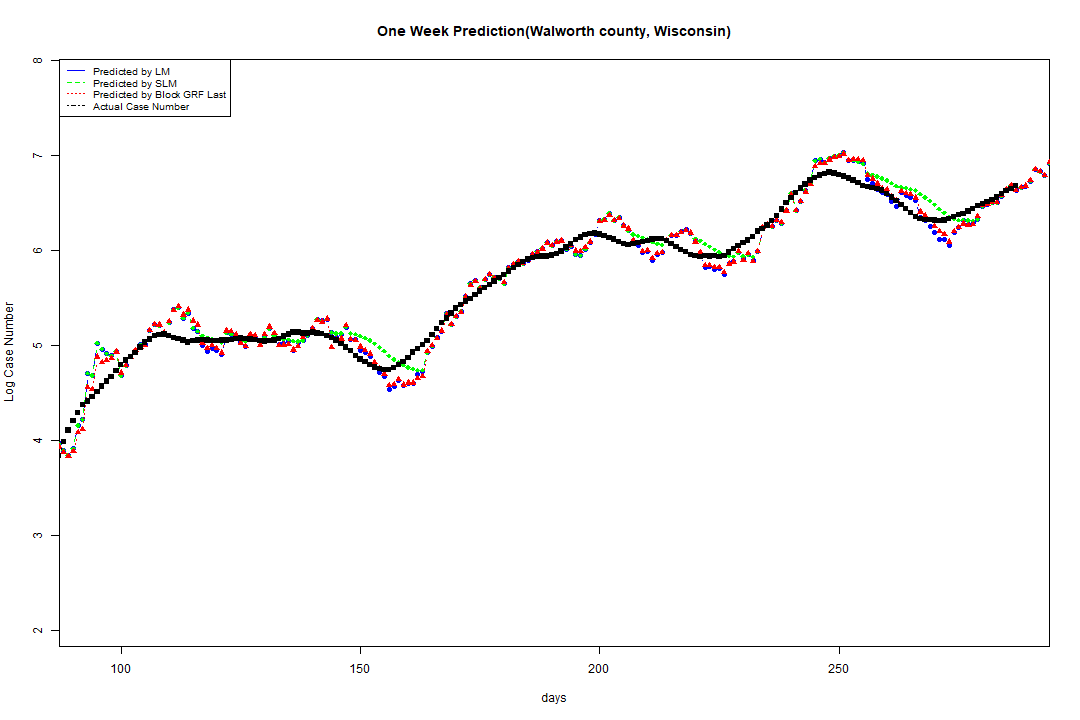 One Week Prediction(Walworth county, Wisconsin)
Predicted by LM
Predicted by SLM
Predicted by Block GRF Last
Actual Case Number
8
7
6
5
4
3
2
Log Case Number
100 150 200 250
days